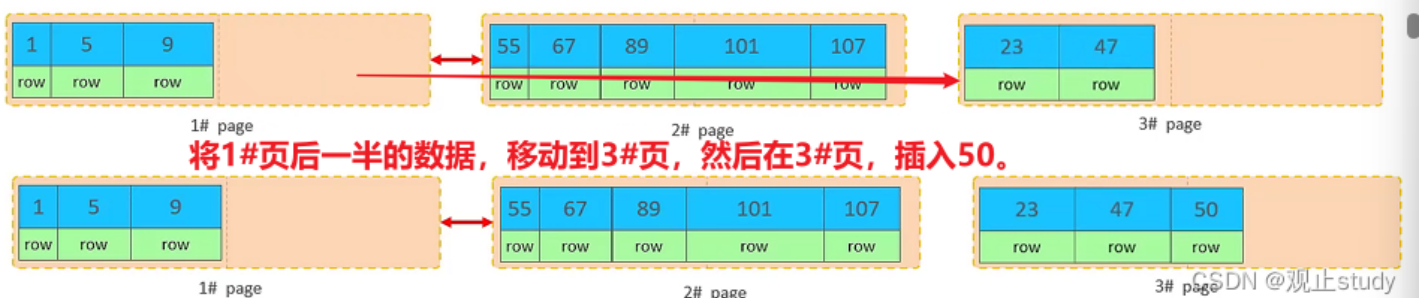 1 5 9 55 67 89 101 107 23 47
row row row row row row row row row row
1# page 2# page 3# page
将1#页后一半的数据，移动到3#页，然后在3#页，插入50。
1 5 9 55 67 89 101 107 23 47 50
row row row row row row row row row row row
1# page 2# page 3# page
CSDN @观止study